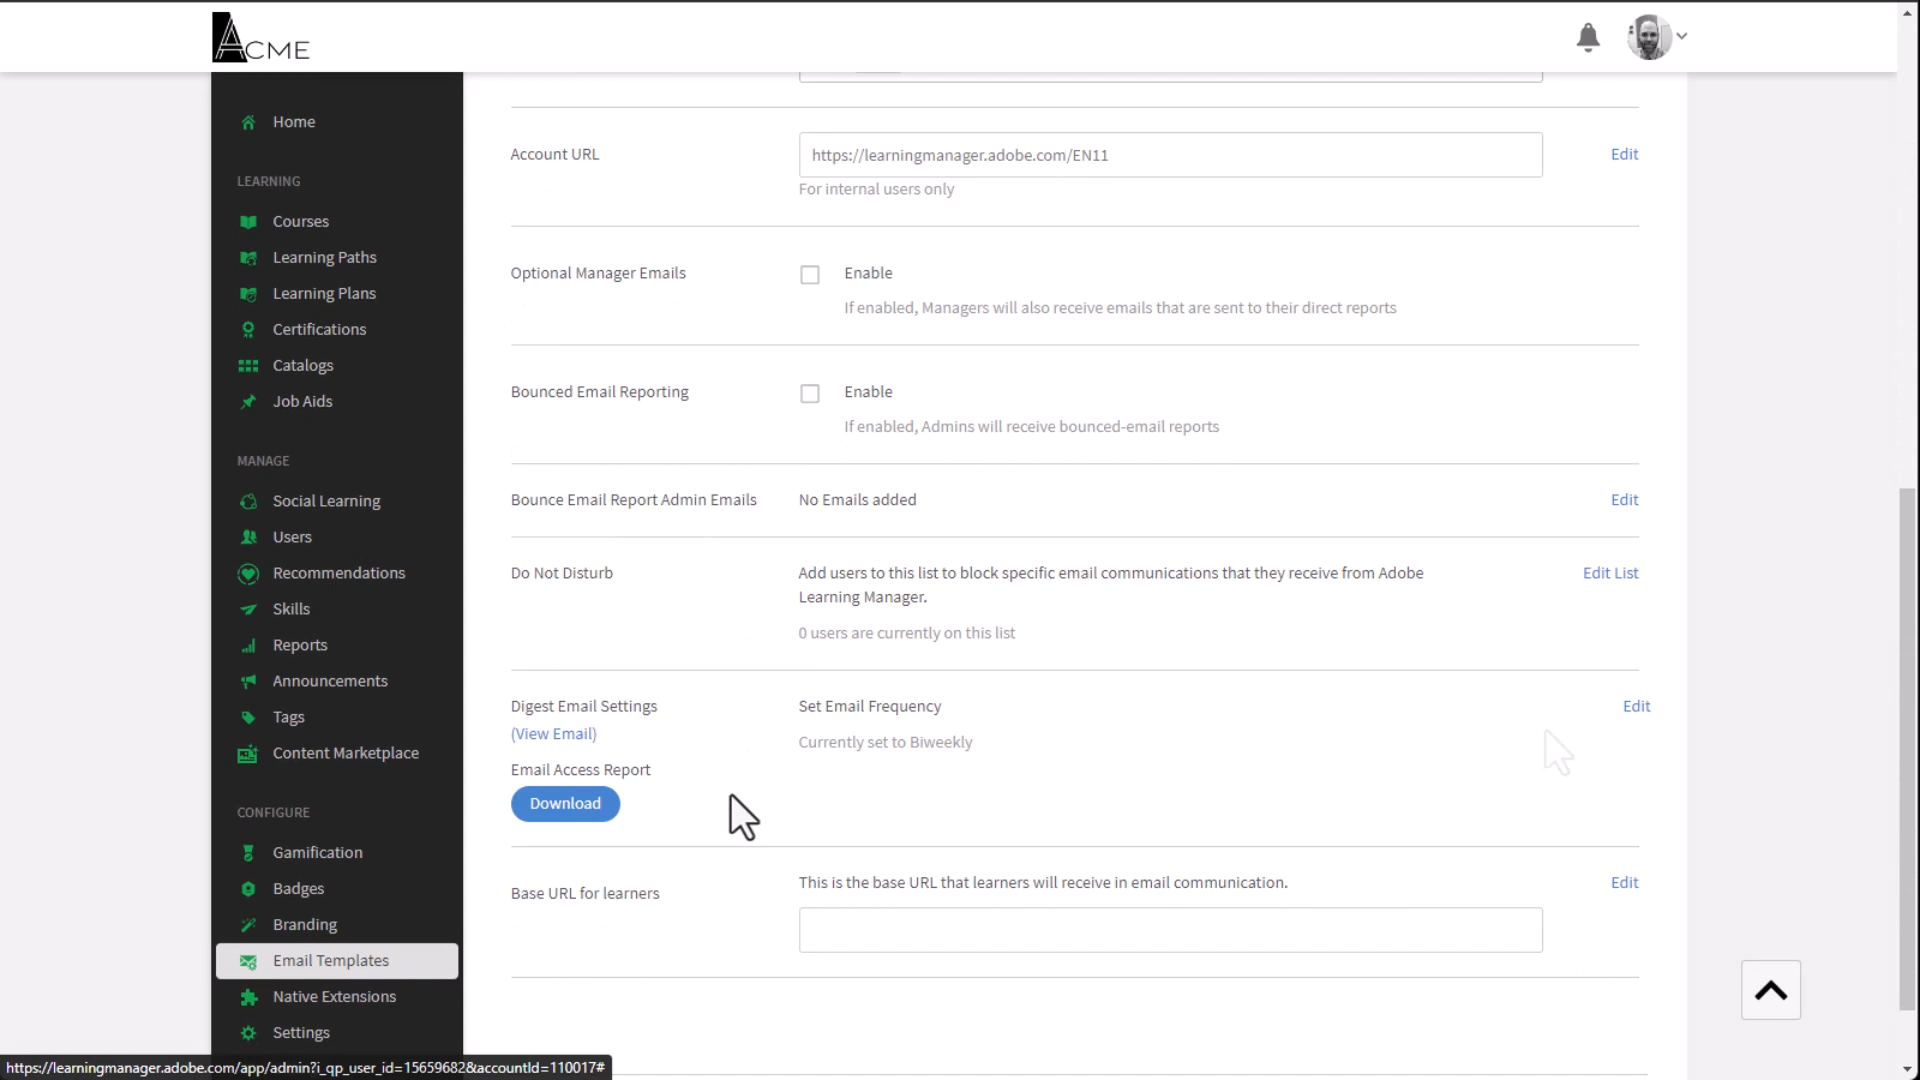 ACME
Home
LEARNING
Courses
Learning Paths
Learning Plans
Certifications
Catalogs
Job Aids
MANAGE
Social Learning
Users
Recommendations
Skills
Reports
Announcements
Tags
Content Marketplace
CONFIGURE
Gamification
Badges
Branding
Email Templates
Native Extensions
Settings
Account URL
https://learningmanager.adobe.com/EN11
Edit
For internal users only
Optional Manager Emails
Enable
If enabled, Managers will also receive emails that are sent to their direct reports
Bounced Email Reporting
Enable
If enabled, Admins will receive bounced-email reports
Bounce Email Report Admin Emails
No Emails added
Edit
Do Not Disturb
Add users to this list to block specific email communications that they receive from Adobe
Learning Manager.
Edit List
0 users are currently on this list
Digest Email Settings
(View Email)
Set Email Frequency
Edit
Currently set to Biweekly
Email Access Report
Download
Base URL for learners
This is the base URL that learners will receive in email communication.
Edit
https://learningmanager.adobe.com/app/admin?i_qp_user_id=15659682&accountId=110017#